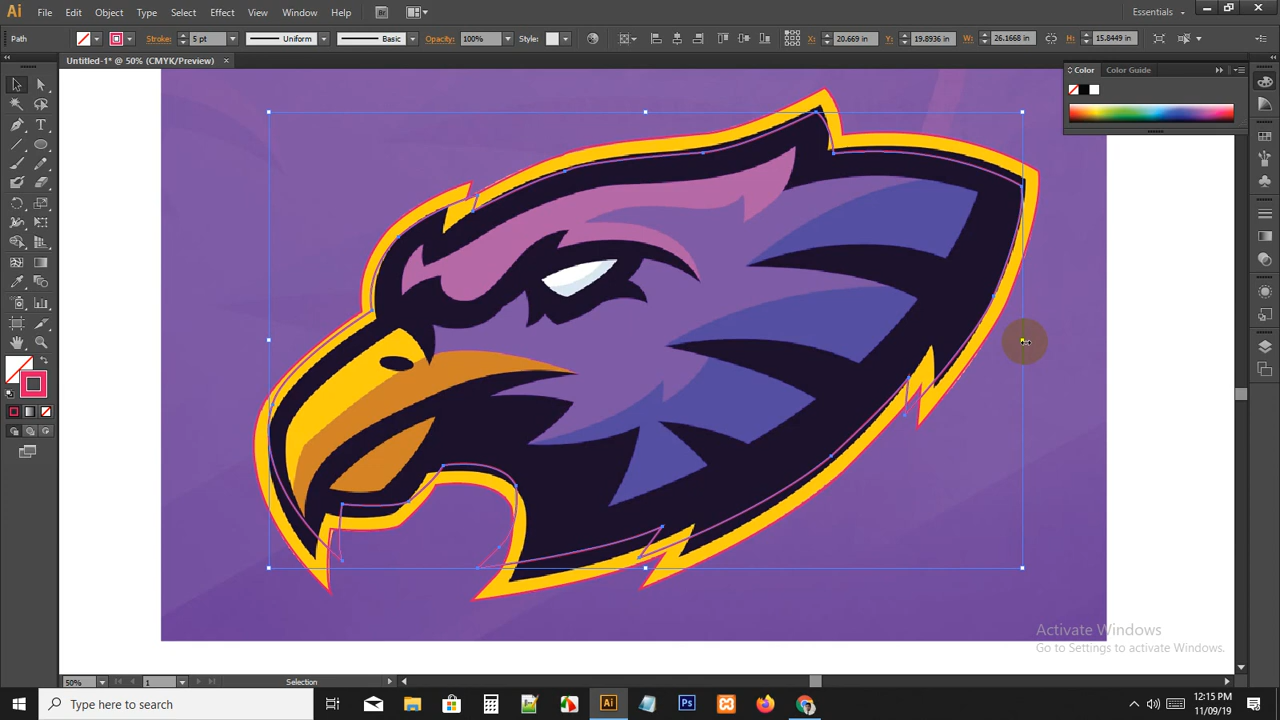 Ai File Edit Object Type Select Effect View Window Help Br Essentials
Path Stroke: 5 pt Uniform Basic Opacity: 100% Style: X: 20.669 in Y: 19.8936 in W: 26.1668 in H: 15.8449 in
Untitled-1* @ 50% (CMYK/Preview)
Color Color Guide
Activate Windows
Go to Settings to activate Windows.
50% 1 Selection
Type here to search
Ai Ps
12:15 PM
11/09/19